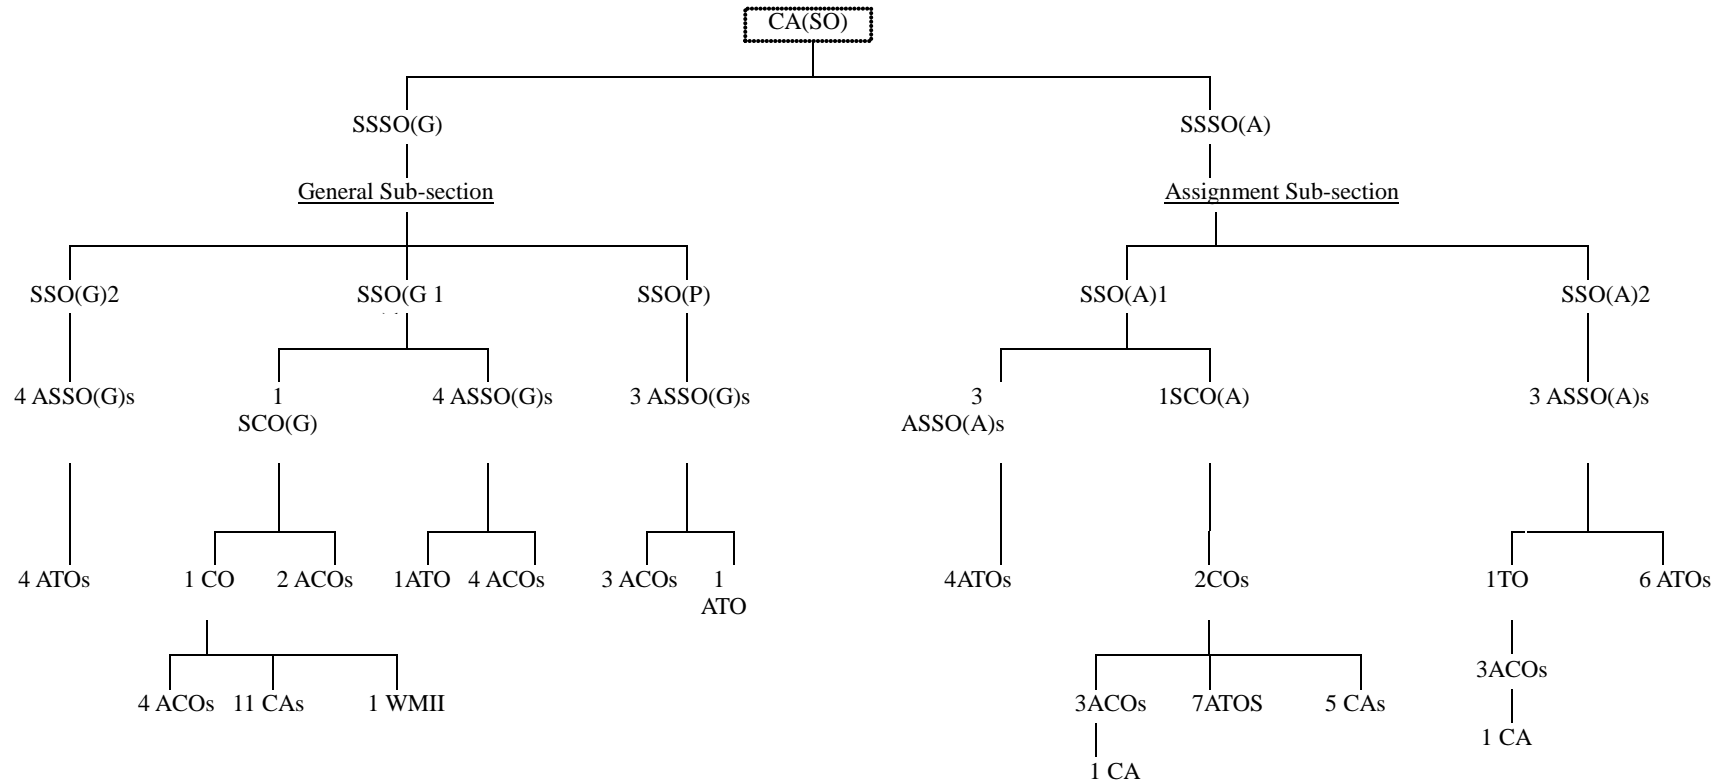 CA(SO)
SSSO(G) SSSO(A)
General Sub-section Assignment Sub-section
SSO(G)2 SSO(G 1 SSO(P) SSO(A)1 SSO(A)2
4 ASSO(G)s 1 4 ASSO(G)s 3 ASSO(G)s 3 1SCO(A) 3 ASSO(A)s
SCO(G) ASSO(A)s
4 ATOs 1 CO 2 ACOs 1ATO 4 ACOs 3 ACOs 1 4ATOs 2COs 1TO 6 ATOs
ATO
3ACOs
4 ACOs 11 CAs 1 WMII 3ACOs 7ATOS 5 CAs
1 CA
1 CA